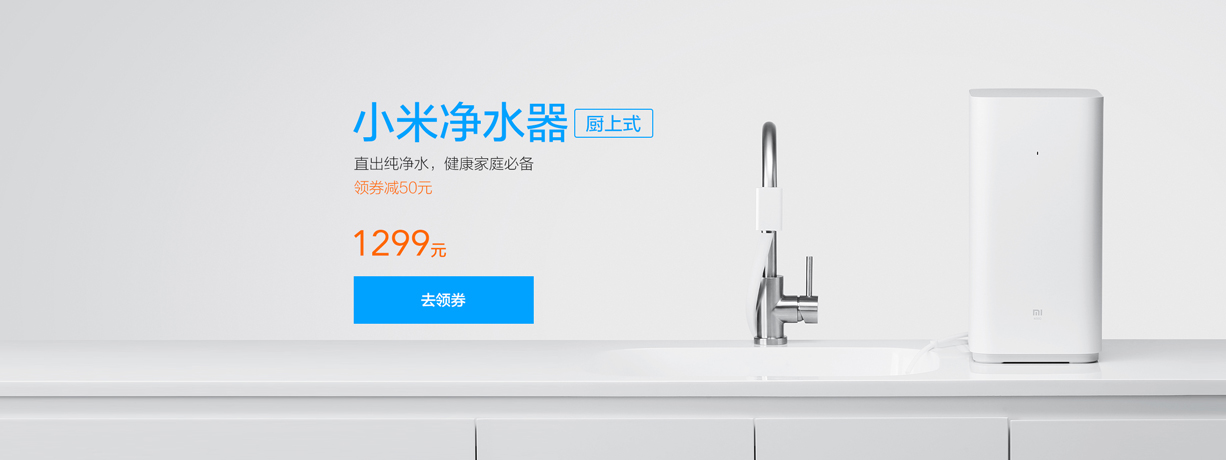 小米净水器 厨上式
直出纯净水，健康家庭必备
领券减50元
1299元
去领券
mi